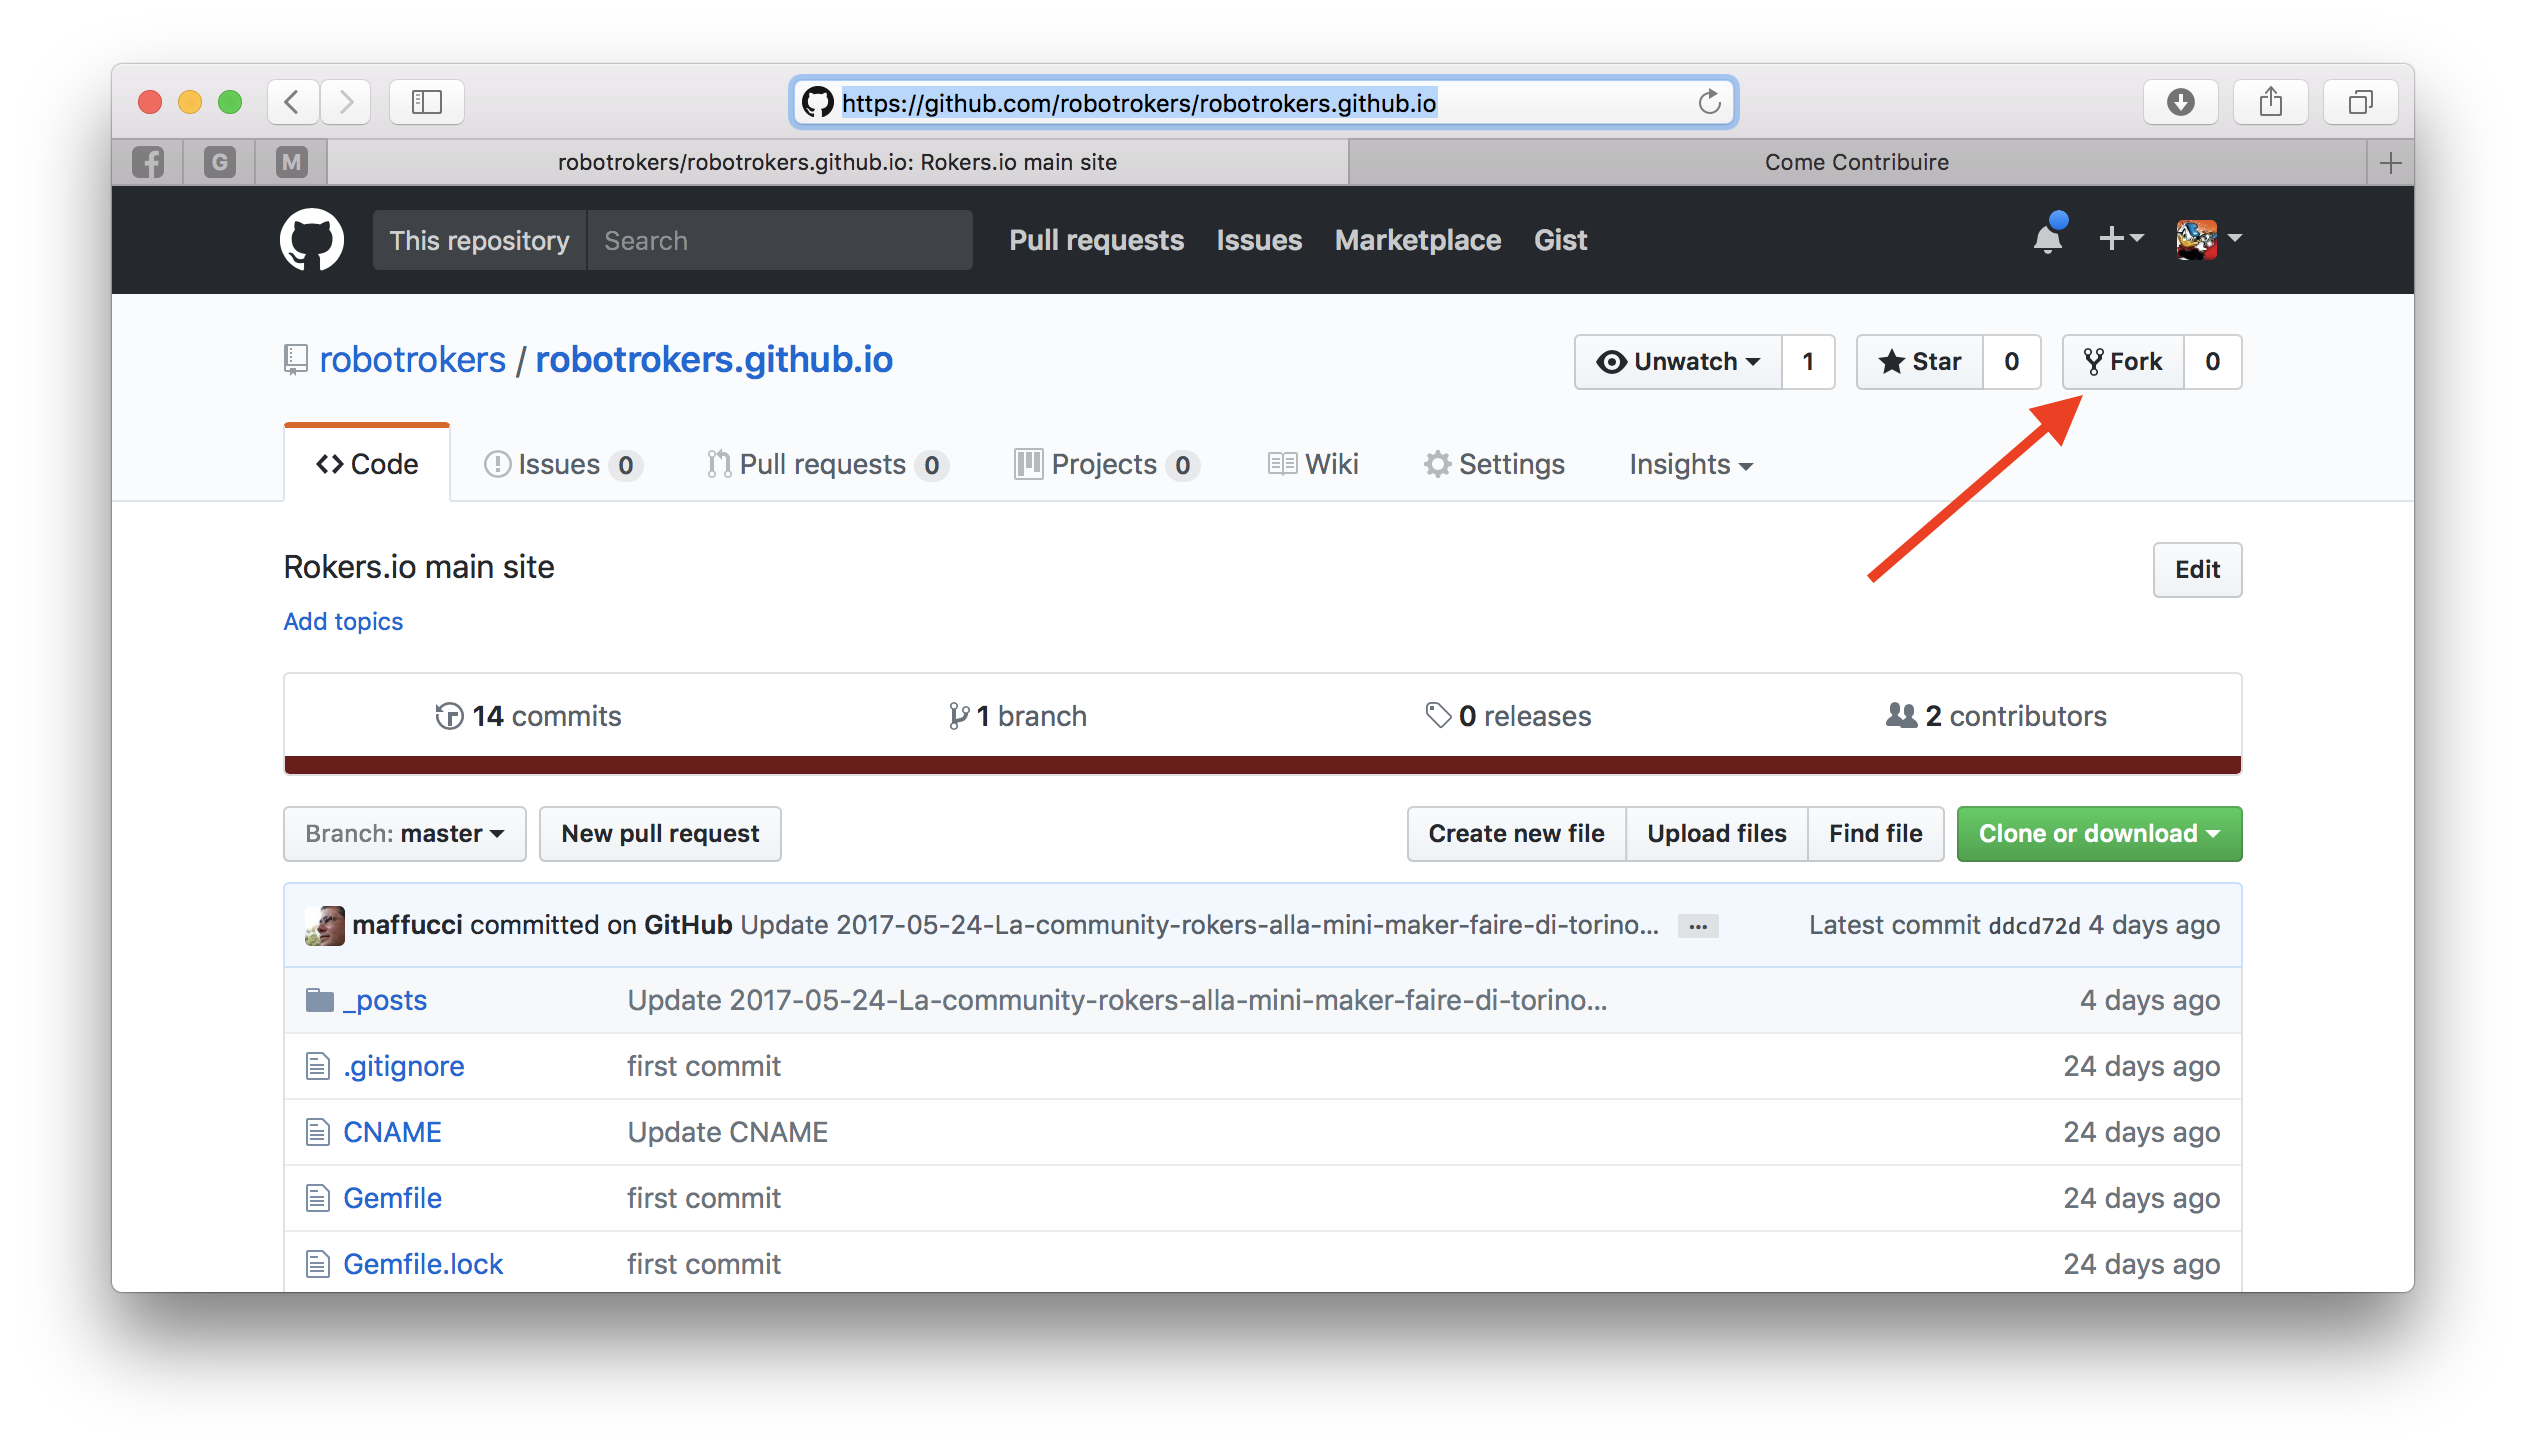 https://github.com/robotrokers/robotrokers.github.io
G M robotrokers/robotrokers.github.io: Rokers.io main site Come Contribuire
This repository Search Pull requests Issues Marketplace Gist
robotrokers / robotrokers.github.io Unwatch 1 Star 0 Fork 0
Code Issues 0 Pull requests 0 Projects 0 Wiki Settings Insights
Rokers.io main site Edit
Add topics
14 commits 1 branch 0 releases 2 contributors
Branch: master New pull request Create new file Upload files Find file Clone or download
maffucci committed on GitHub Update 2017-05-24-La-community-rokers-alla-mini-maker-faire-di-torino... ... Latest commit ddcd72d 4 days ago
_posts Update 2017-05-24-La-community-rokers-alla-mini-maker-faire-di-torino... 4 days ago
.gitignore first commit 24 days ago
CNAME Update CNAME 24 days ago
Gemfile first commit 24 days ago
Gemfile.lock first commit 24 days ago